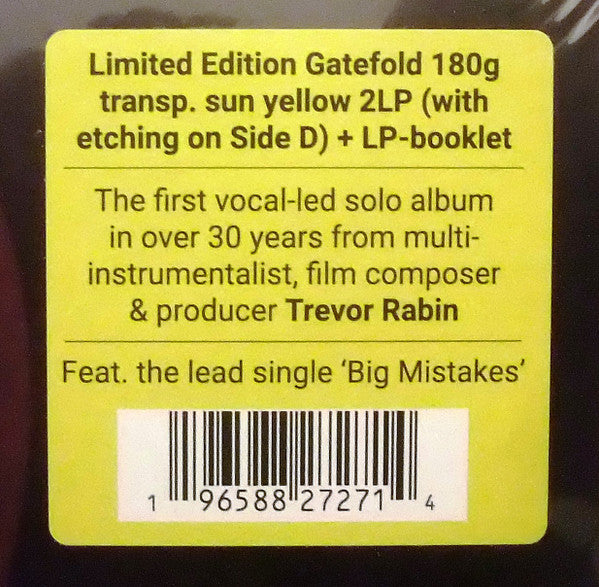 Limited Edition Gatefold 180g
transp. sun yellow 2LP (with
etching on Side D) + LP-booklet
The first vocal-led solo album
in over 30 years from multi-
instrumentalist, film composer
& producer Trevor Rabin
Feat. the lead single ‘Big Mistakes’
1 96588 27271 4